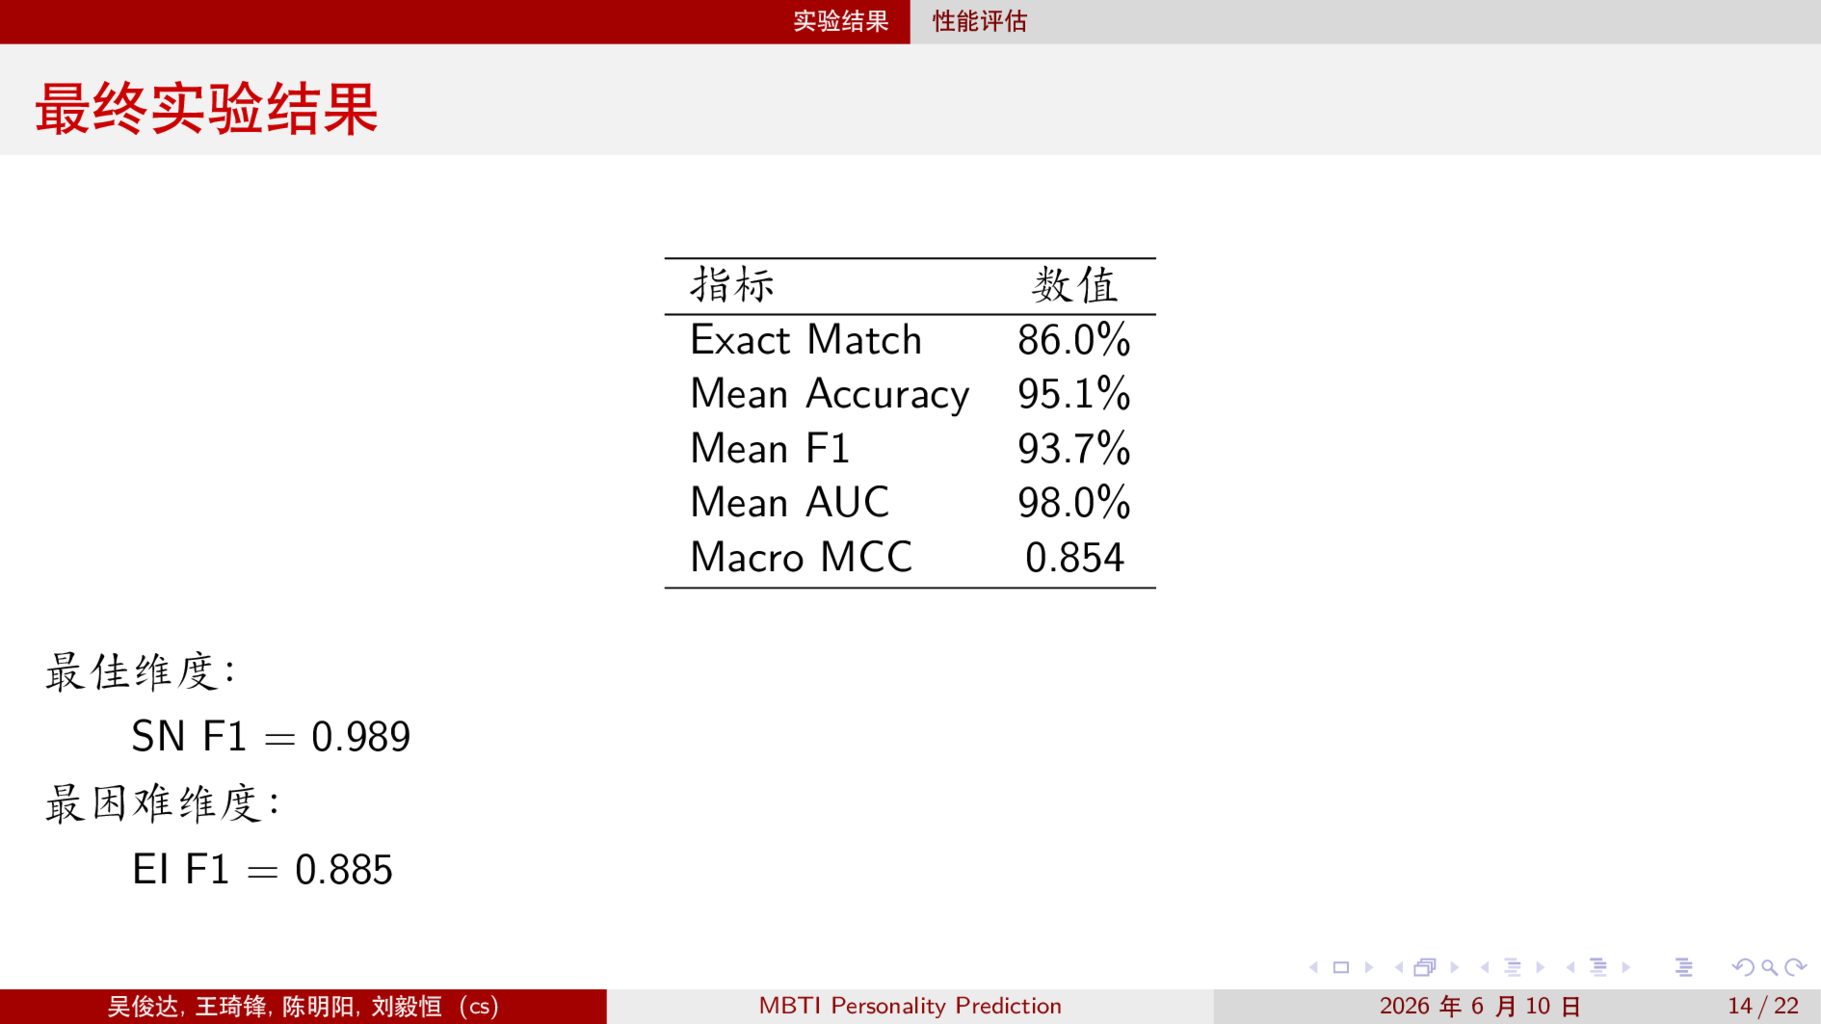 实验结果 性能评估
最终实验结果
指标 数值
Exact Match 86.0%
Mean Accuracy 95.1%
Mean F1 93.7%
Mean AUC 98.0%
Macro MCC 0.854
最佳维度:
SN F1 = 0.989
最困难维度:
EI F1 = 0.885
吴俊达, 王琦锋, 陈明阳, 刘毅恒 (cs) MBTI Personality Prediction 2026 年 6 月 10 日 14 / 22